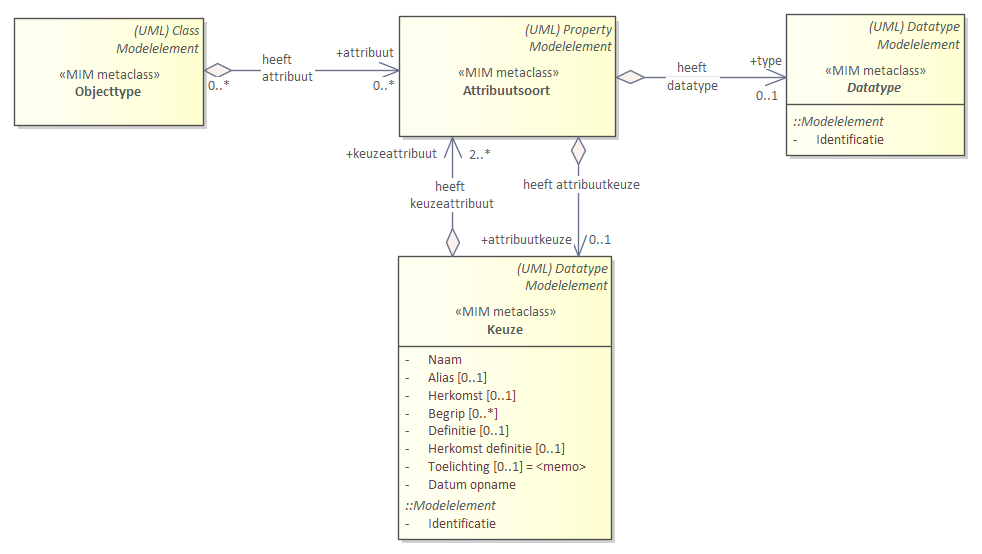 (UML) Class
Modelelement
«MIM metaclass»
Objecttype
heeft
attribuut
0..*
+attribuut
0..*
(UML) Property
Modelelement
«MIM metaclass»
Attribuutsoort
heeft
datatype
+type
0..1
(UML) Datatype
Modelelement
«MIM metaclass»
Datatype
::Modelelement
- Identificatie
+keuzeattribuut
2..*
heeft
keuzeattribuut
heeft attribuutkeuze
+attribuutkeuze
0..1
(UML) Datatype
Modelelement
«MIM metaclass»
Keuze
- Naam
- Alias [0..1]
- Herkomst [0..1]
- Begrip [0..*]
- Definitie [0..1]
- Herkomst definitie [0..1]
- Toelichting [0..1] = <memo>
- Datum opname
::Modelelement
- Identificatie